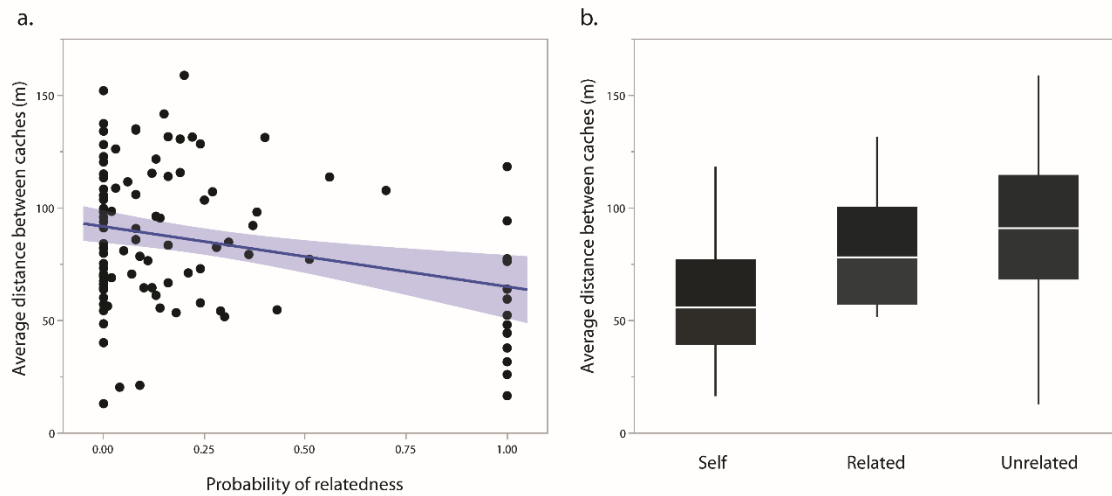 a.
Average distance between caches (m)
150
100
50
0
0.00 0.25 0.50 0.75 1.00
Probability of relatedness
b.
Average distance between caches (m)
150
100
50
0
Self Related Unrelated